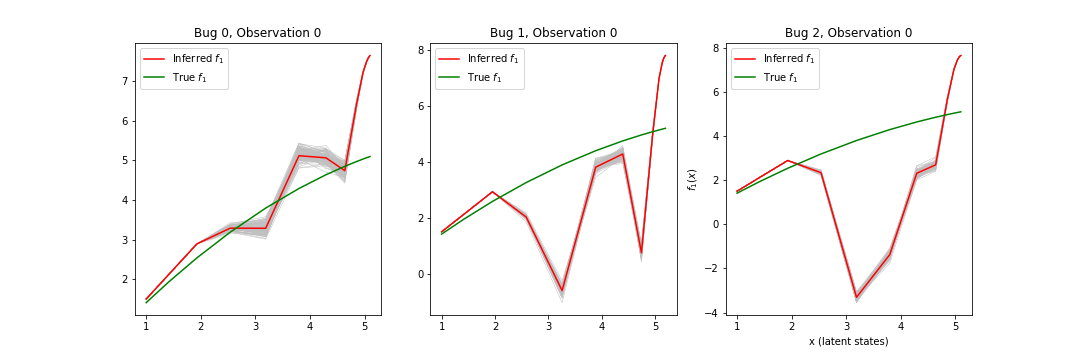 Bug 0, Observation 0
Inferred f₁
True f₁
7
6
5
4
3
2
1 2 3 4 5
Bug 1, Observation 0
Inferred f₁
True f₁
8
6
4
2
0
1 2 3 4 5
Bug 2, Observation 0
Inferred f₁
True f₁
f₁(x)
8
6
4
2
0
−2
−4
1 2 3 4 5
x (latent states)